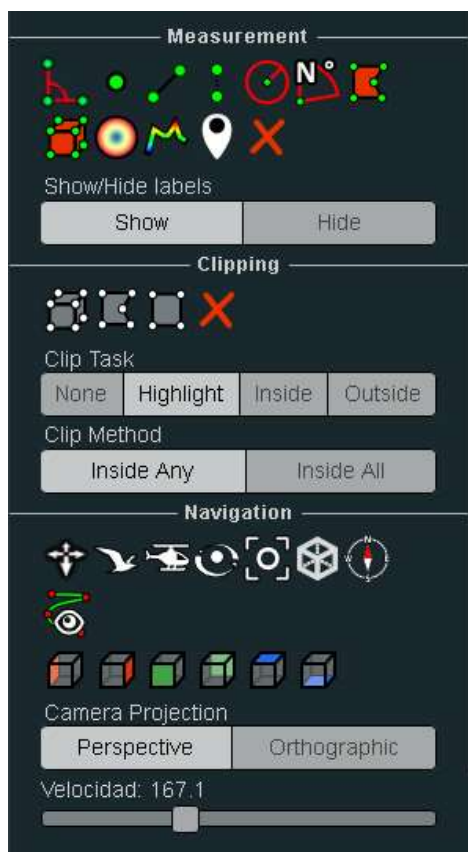 Measurement
N°
Show/Hide labels
Show Hide
Clipping
Clip Task
None Highlight Inside Outside
Clip Method
Inside Any Inside All
Navigation
N
W E
S
Camera Projection
Perspective Orthographic
Velocidad: 167.1